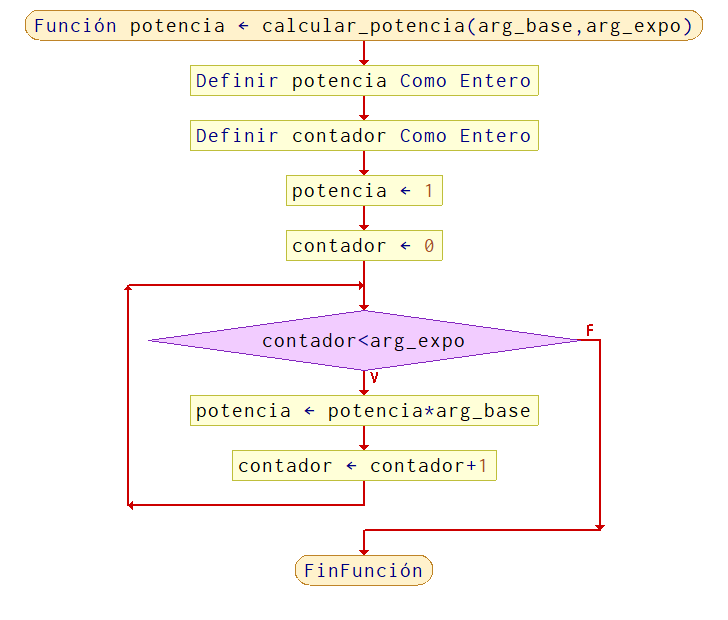 Función potencia ← calcular_potencia(arg_base,arg_expo)
Definir potencia Como Entero
Definir contador Como Entero
potencia ← 1
contador ← 0
contador<arg_expo
F
V
potencia ← potencia*arg_base
contador ← contador+1
FinFunción